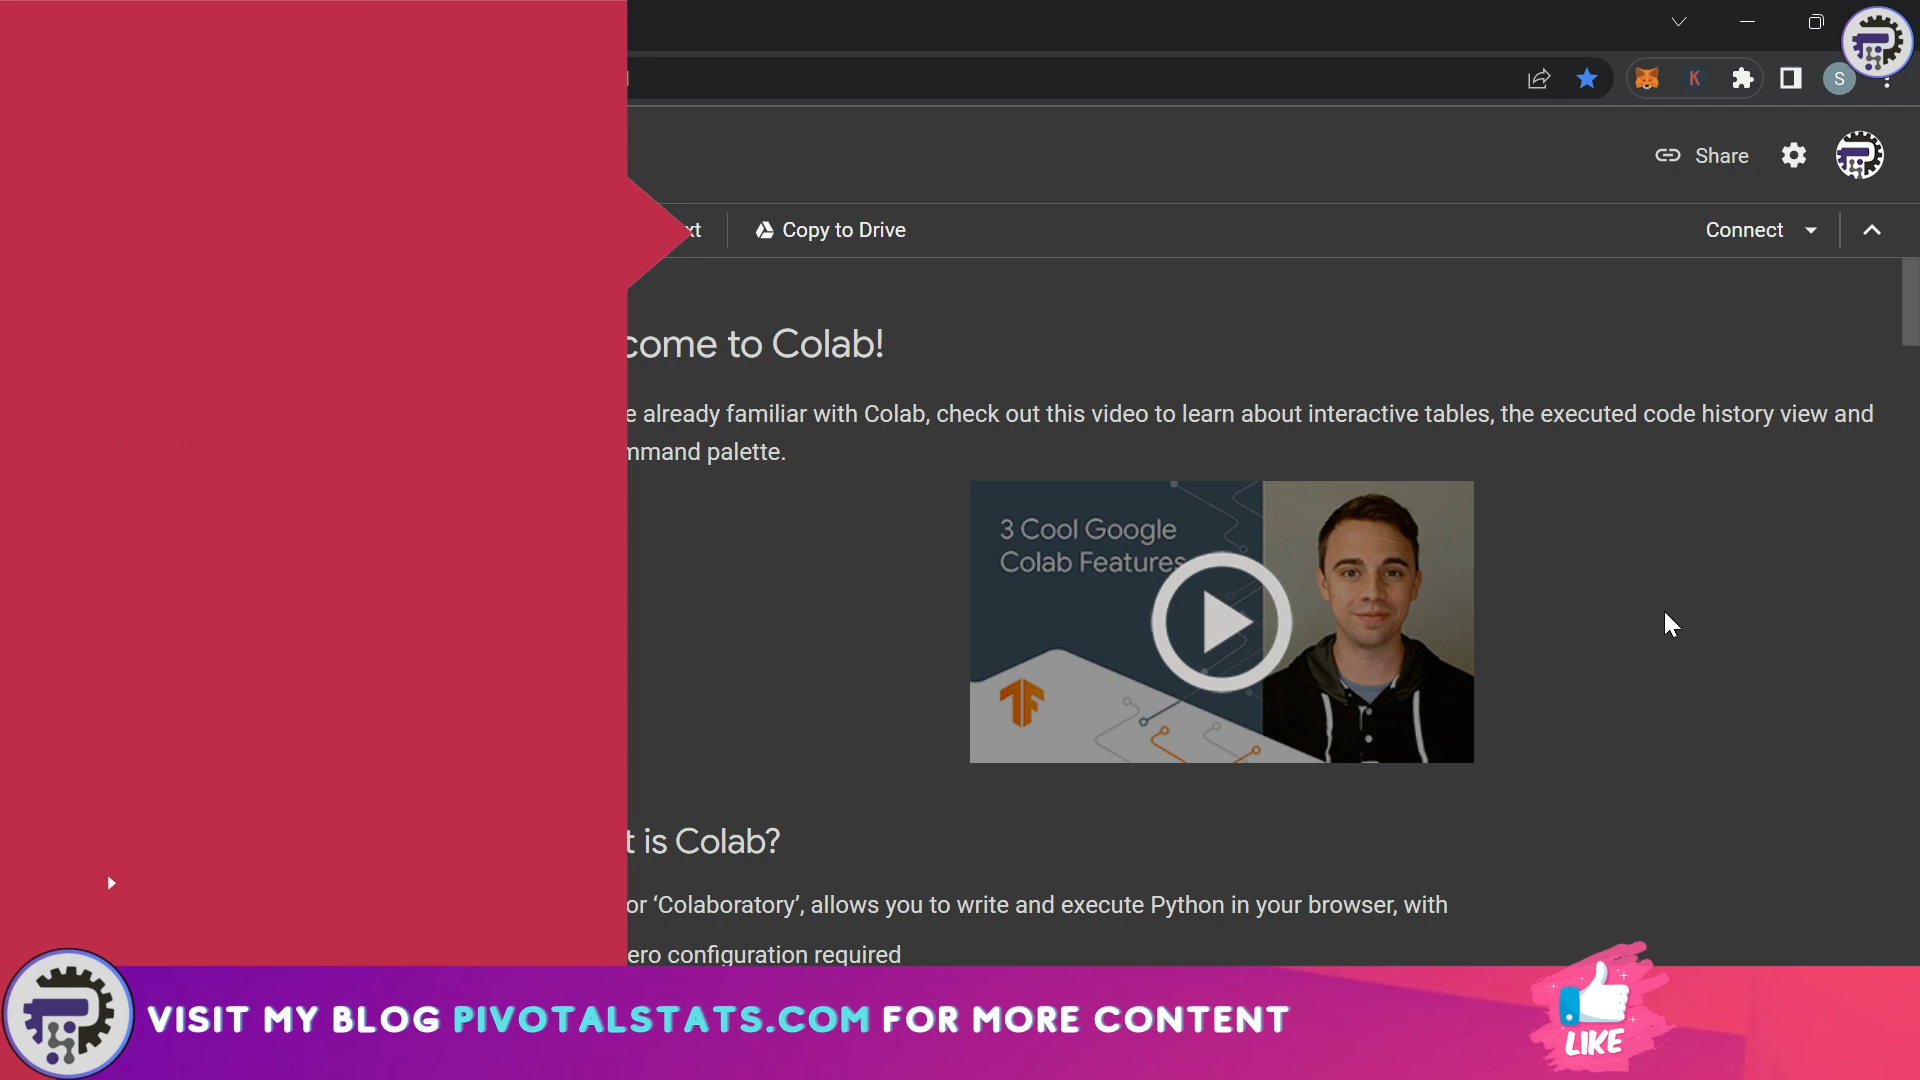 K
S
Share
xt
Copy to Drive
Connect
come to Colab!
e already familiar with Colab, check out this video to learn about interactive tables, the executed code history view and
mmand palette.
3 Cool Google
Colab Features
t is Colab?
or ‘Colaboratory’, allows you to write and execute Python in your browser, with
ero configuration required
VISIT MY BLOG PIVOTALSTATS.COM FOR MORE CONTENT
LIKE